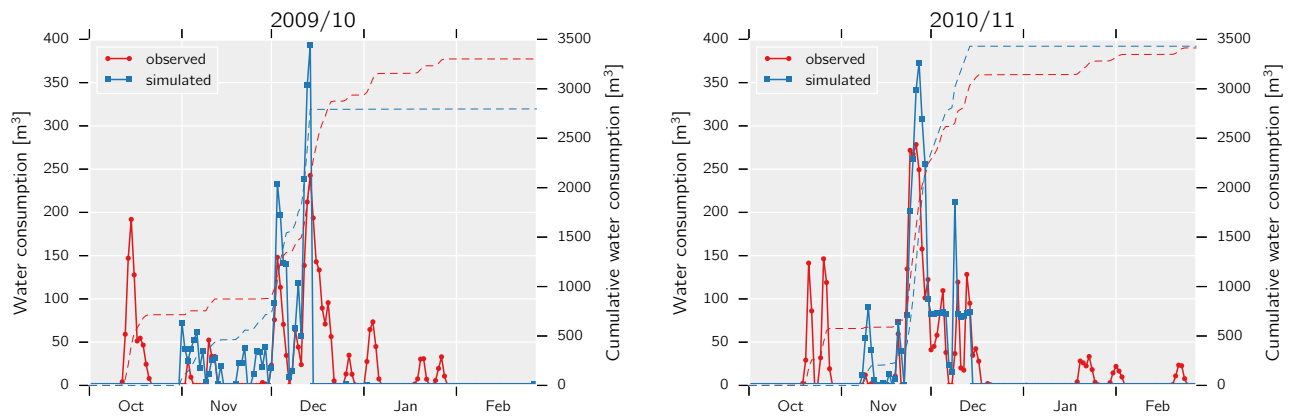 2009/10
observed
simulated
Water consumption [m³]
400
350
300
250
200
150
100
50
0
Oct
Nov
Dec
Jan
Feb
3500
3000
2500
2000
1500
1000
500
0
Cumulative water consumption [m³]
2010/11
observed
simulated
Water consumption [m³]
400
350
300
250
200
150
100
50
0
Oct
Nov
Dec
Jan
Feb
3500
3000
2500
2000
1500
1000
500
0
Cumulative water consumption [m³]